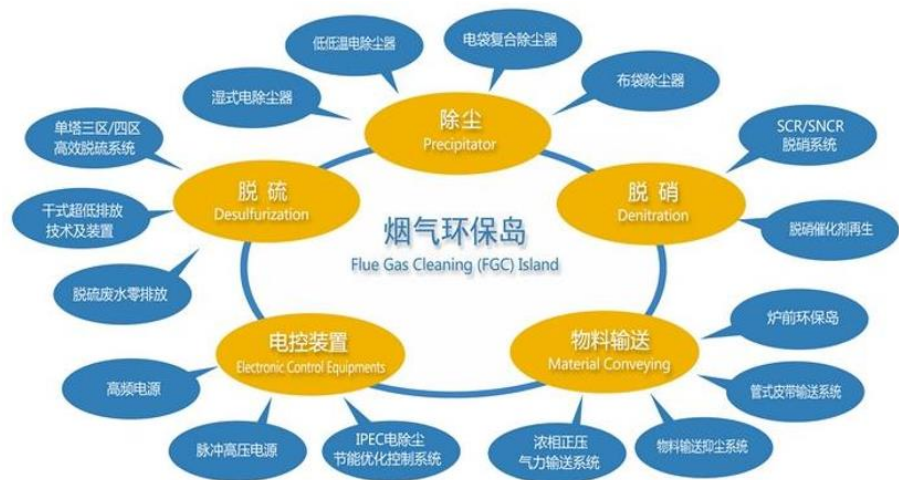 低低温电除尘器
电袋复合除尘器
湿式电除尘器
布袋除尘器
除尘
Precipitator
单塔三区/四区
高效脱硫系统
SCR/SNCR
脱硝系统
脱硫
Desulfurization
脱硝
Denitration
干式超低排放
技术及装置
烟气环保岛
Flue Gas Cleaning (FGC) Island
脱硝催化剂再生
脱硫废水零排放
炉前环保岛
电控装置
Electronic Control Equipments
物料输送
Material Conveying
高频电源
管式皮带输送系统
脉冲高压电源
IPEC电除尘
节能优化控制系统
浓相正压
气力输送系统
物料输送抑尘系统